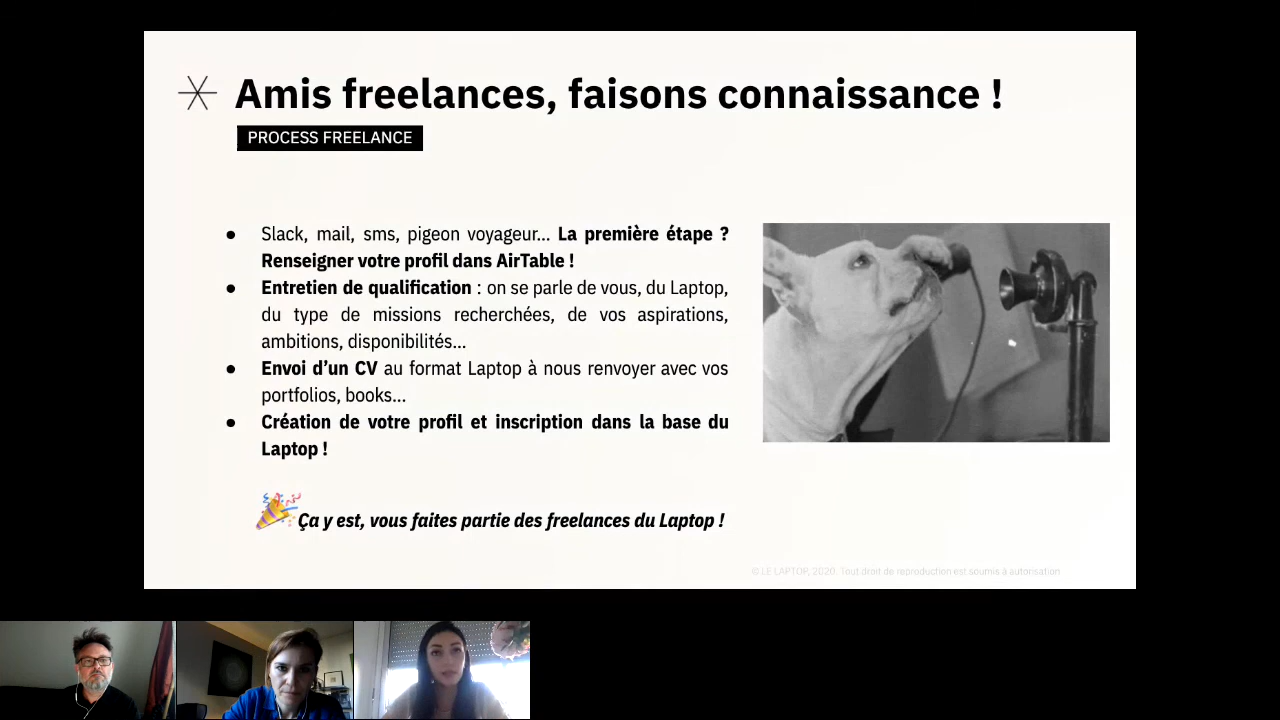 Amis freelances, faisons connaissance !
PROCESS FREELANCE
● Slack, mail, sms, pigeon voyageur... La première étape ?
Renseigner votre profil dans AirTable !
● Entretien de qualification : on se parle de vous, du Laptop,
du type de missions recherchées, de vos aspirations,
ambitions, disponibilités...
● Envoi d’un CV au format Laptop à nous renvoyer avec vos
portfolios, books...
● Création de votre profil et inscription dans la base du
Laptop !
Ça y est, vous faites partie des freelances du Laptop !
© LE LAPTOP, 2020. Tout droit de reproduction est soumis à autorisation